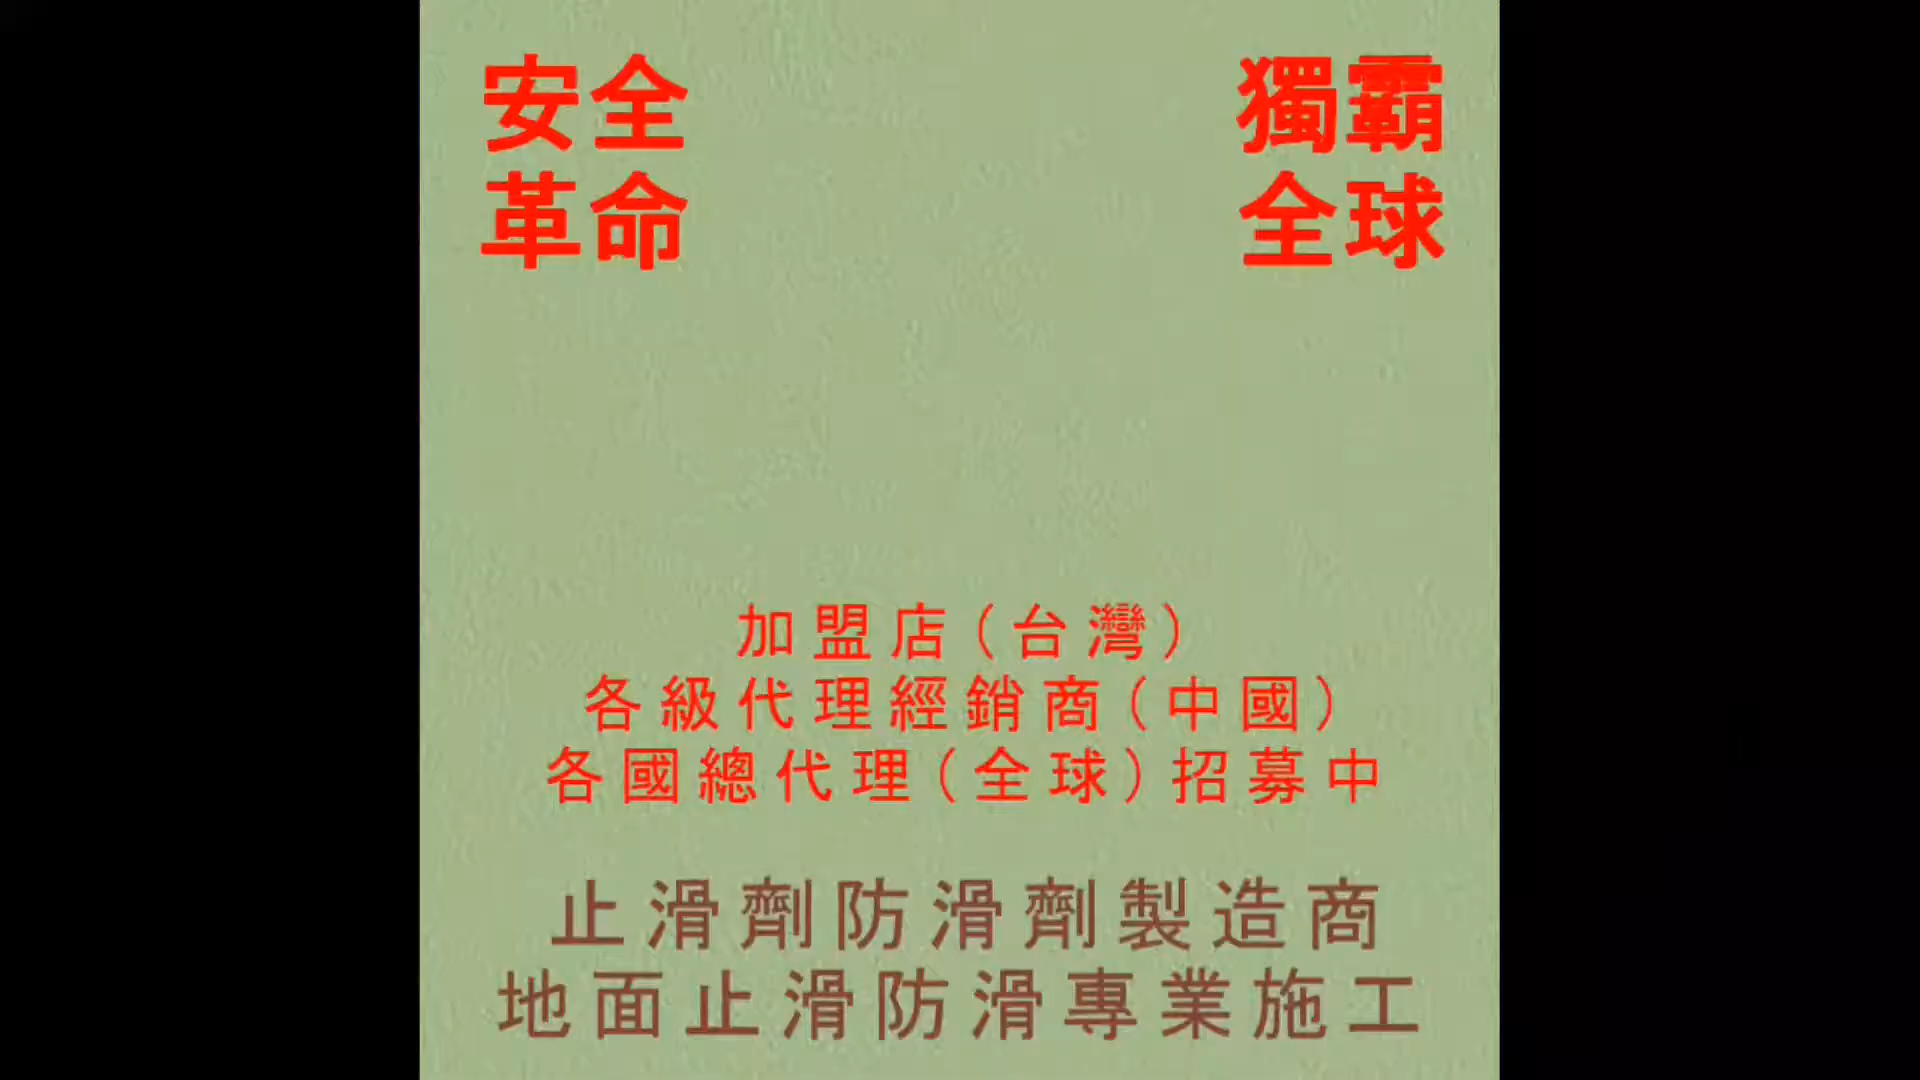 安全
革命
獨霸
全球
加盟店(台灣)
各級代理經銷商(中國)
各國總代理(全球)招募中
止滑劑防滑劑製造商
地面止滑防滑專業施工